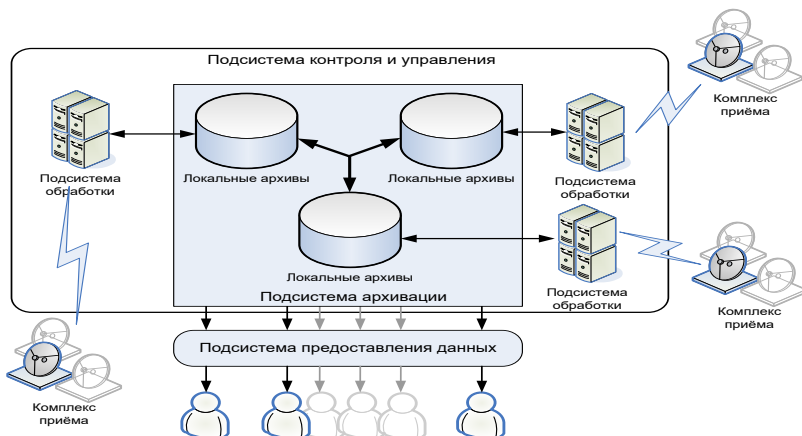 Подсистема контроля и управления
Комплекс
приёма
Локальные архивы
Локальные архивы
Подсистема
обработки
Подсистема
обработки
Локальные архивы
Подсистема архивации
Подсистема
обработки
Комплекс
приёма
Подсистема предоставления данных
Комплекс
приёма